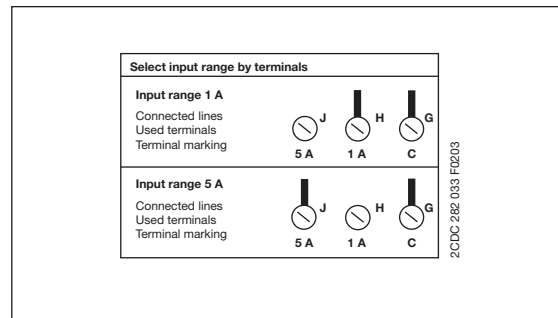 Select input range by terminals
Input range 1 A
Connected lines
Used terminals
Terminal marking
J H G
5 A 1 A C
Input range 5 A
Connected lines
Used terminals
Terminal marking
J H G
5 A 1 A C
2CDC 282 033 F0203